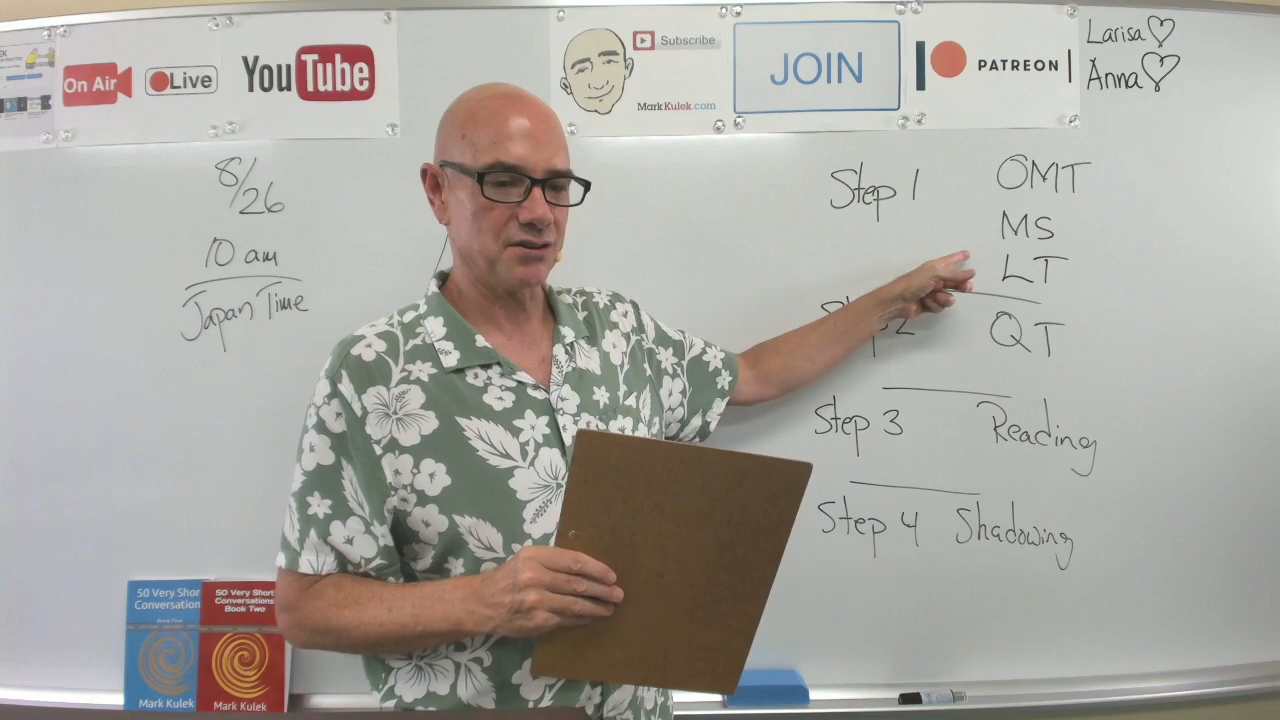 On Air
Live
YouTube
Subscribe
MarkKulek.com
JOIN
PATREON
Larisa
Anna
8/26
10 am
Japan Time
Step 1 OMT
MS
LT
QT
Step 3 Reading
Step 4 Shadowing
50 Very Shor
Conversation
50 Very Short
Conversations
Book Two
Mark Kulek
Mark Kulek